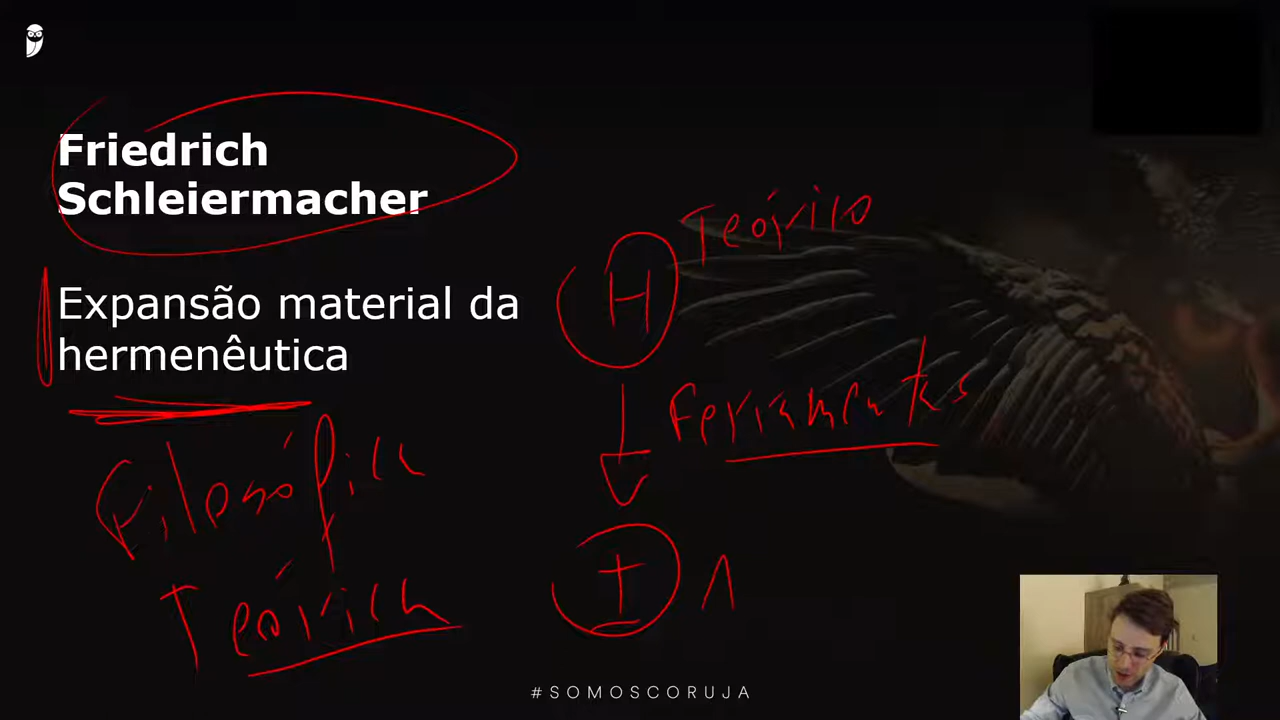 Friedrich
Schleiermacher
Teórico
H
Expansão material da
hermenêutica
Ferramentas
Filosófica
I
Teórica
#SOMOSCORUJA